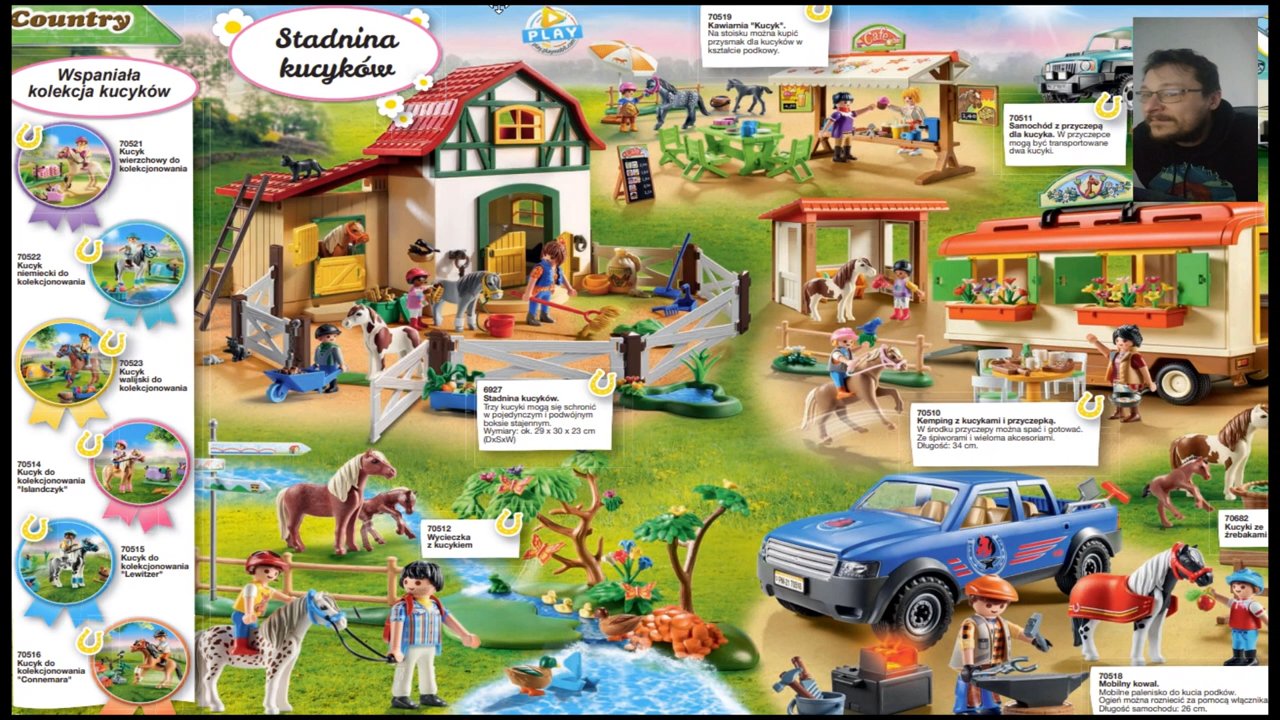 Country
Stadnina
kucyków
PLAY
Wspaniała
kolekcja kucyków
70521
Kucyk
wierzchowy do
kolekcjonowania
70522
Kucyk
niemiecki do
kolekcjonowania
70523
Kucyk
walijski do
kolekcjonowania
70514
Kucyk do
kolekcjonowania
"Islandczyk"
70515
Kucyk do
kolekcjonowania
"Lewitzer"
70516
Kucyk do
kolekcjonowania
"Connemara"
70519
Kawiarnia "Kucyk".
Na stoisku można kupić
przysmak dla kucyków w
kształcie podkowy.
Café
70511
Samochód z przyczepą
dla kucyka. W przyczepce
mogą być transportowane
dwa kucyki.
6927
Stadnina kucyków.
Trzy kucyki mogą się schronić
w pojedynczym i podwójnym
boksie stajennym.
Wymiary: ok. 29 x 30 x 23 cm
(DxSxW)
70510
Kemping z kucykami i przyczepką.
W środku przyczepy można spać i gotować.
Ze śpiworami i wieloma akcesoriami.
Długość: 34 cm.
70512
Wycieczka
z kucykiem
70682
Kucyki ze
źrebakami
70518
Mobilny kowal.
Mobilne palenisko do kucia podków.
Ogień można rozniecić za pomocą włącznika
Długość samochodu: 26 cm.